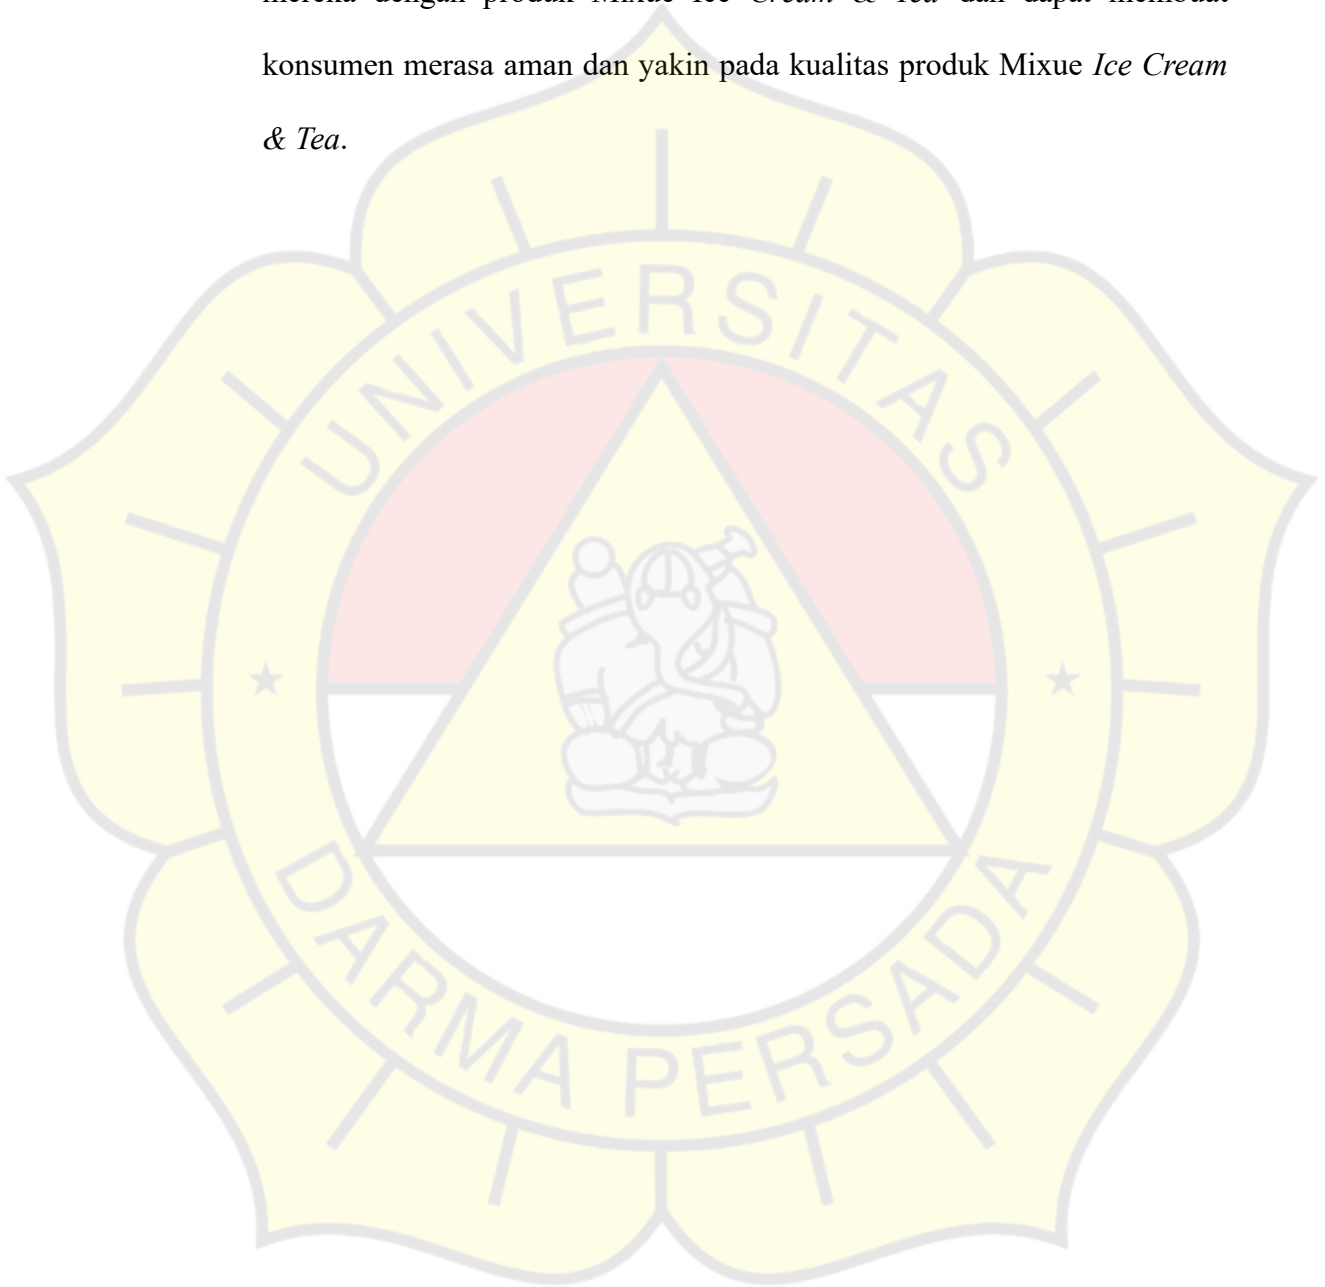 mereka dengan produk Mixue Ice Cream & Tea dan dapat membuat
konsumen merasa aman dan yakin pada kualitas produk Mixue Ice Cream
& Tea.
UNIVERSITAS
DARMA PERSADA